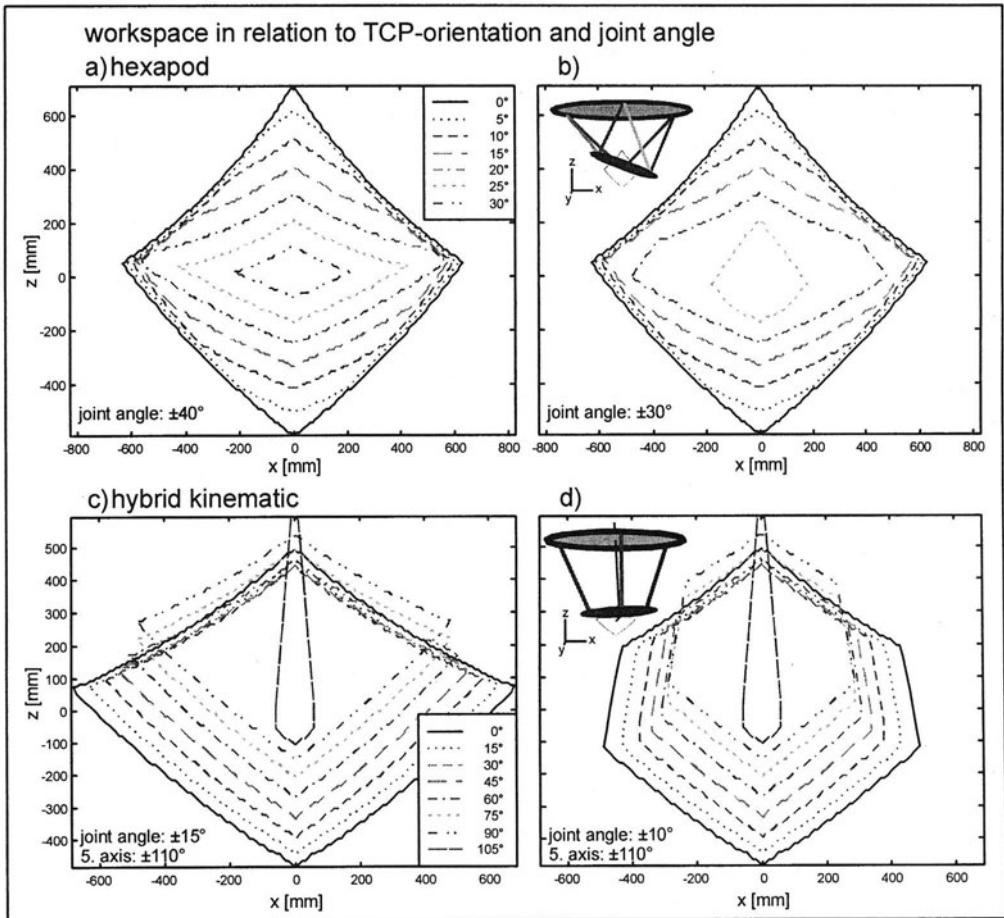 workspace in relation to TCP-orientation and joint angle
a) hexapod
b)
0°
5°
10°
15°
20°
25°
30°
z
x
y
600
400
200
0
-200
-400
z [mm]
joint angle: ±40°
joint angle: ±30°
-800 -600 -400 -200 0 200 400 600 800
-800 -600 -400 -200 0 200 400 600 800
x [mm]
x [mm]
c) hybrid kinematic
d)
500
400
300
200
100
0
-100
-200
-300
-400
z [mm]
z
x
y
0°
15°
30°
45°
60°
75°
90°
105°
joint angle: ±15°
5. axis: ±110°
joint angle: ±10°
5. axis: ±110°
-600 -400 -200 0 200 400 600
-600 -400 -200 0 200 400 600
x [mm]
x [mm]